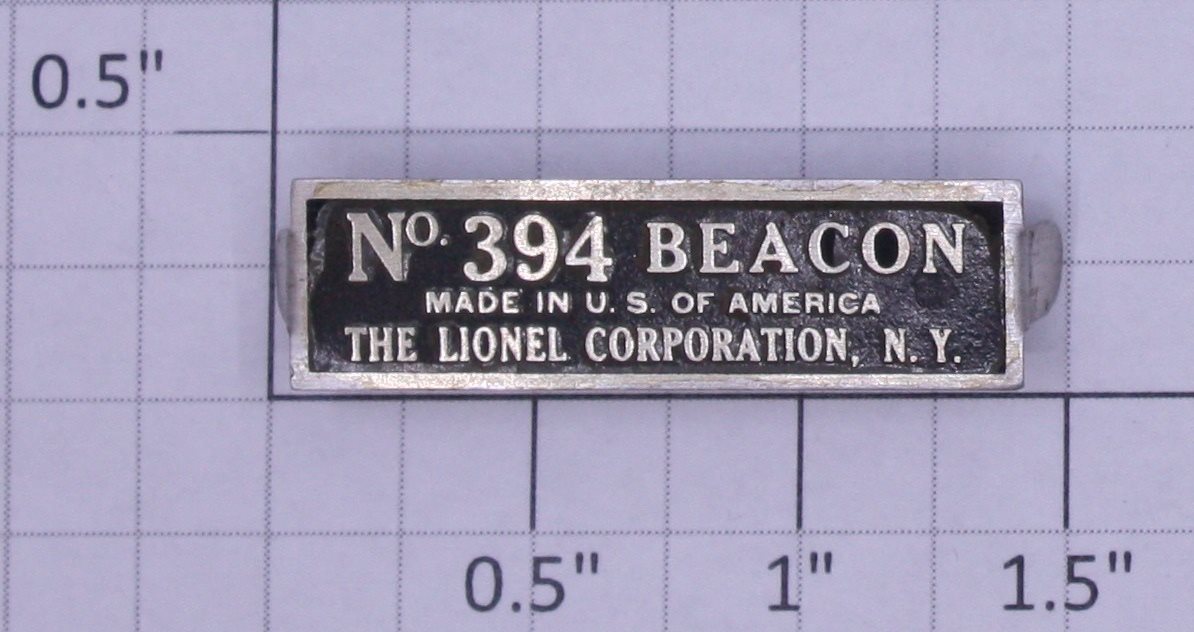 0.5"
No. 394 BEACON
MADE IN U. S. OF AMERICA
THE LIONEL CORPORATION, N. Y.
0.5" 1" 1.5"